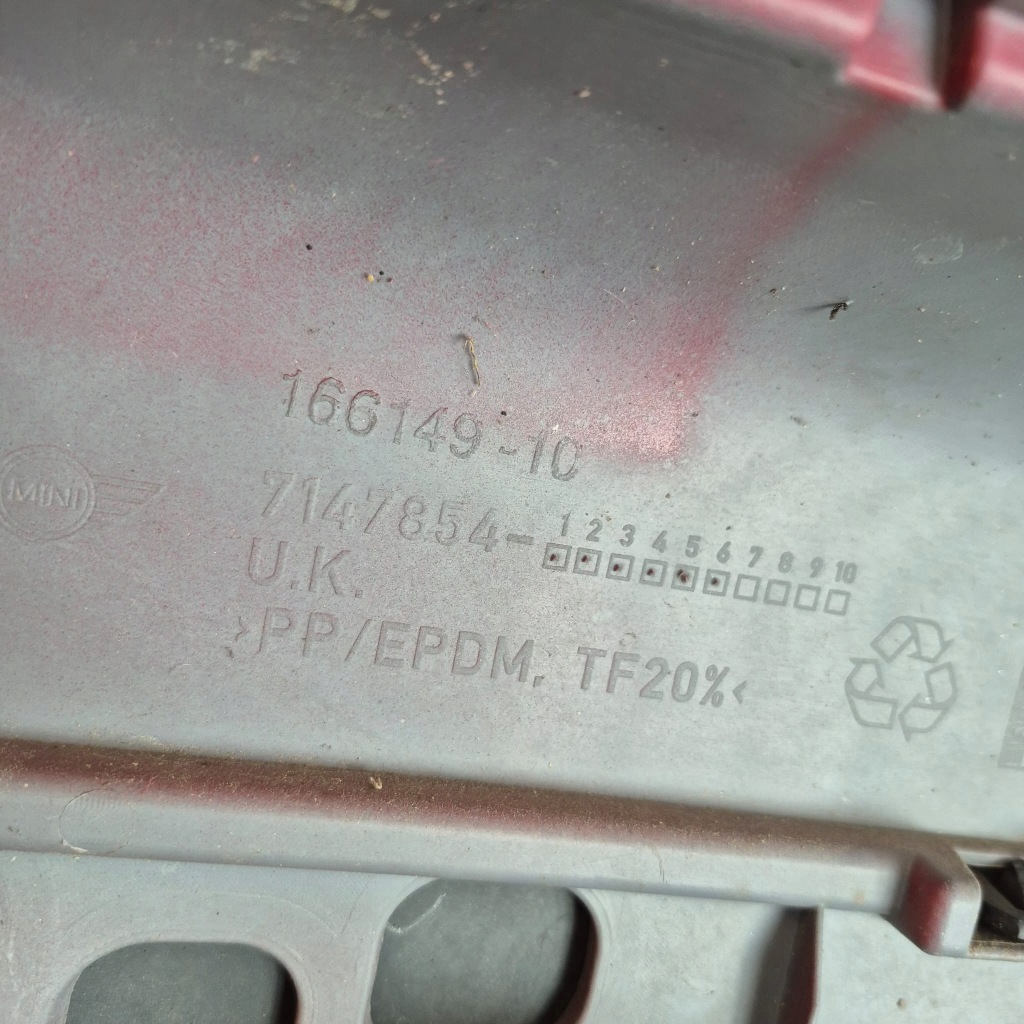 166149-10
MINI
7147854-
1 2 3 4 5 6 7 8 9 10
U.K.
>PP/EPDM. TF20%<